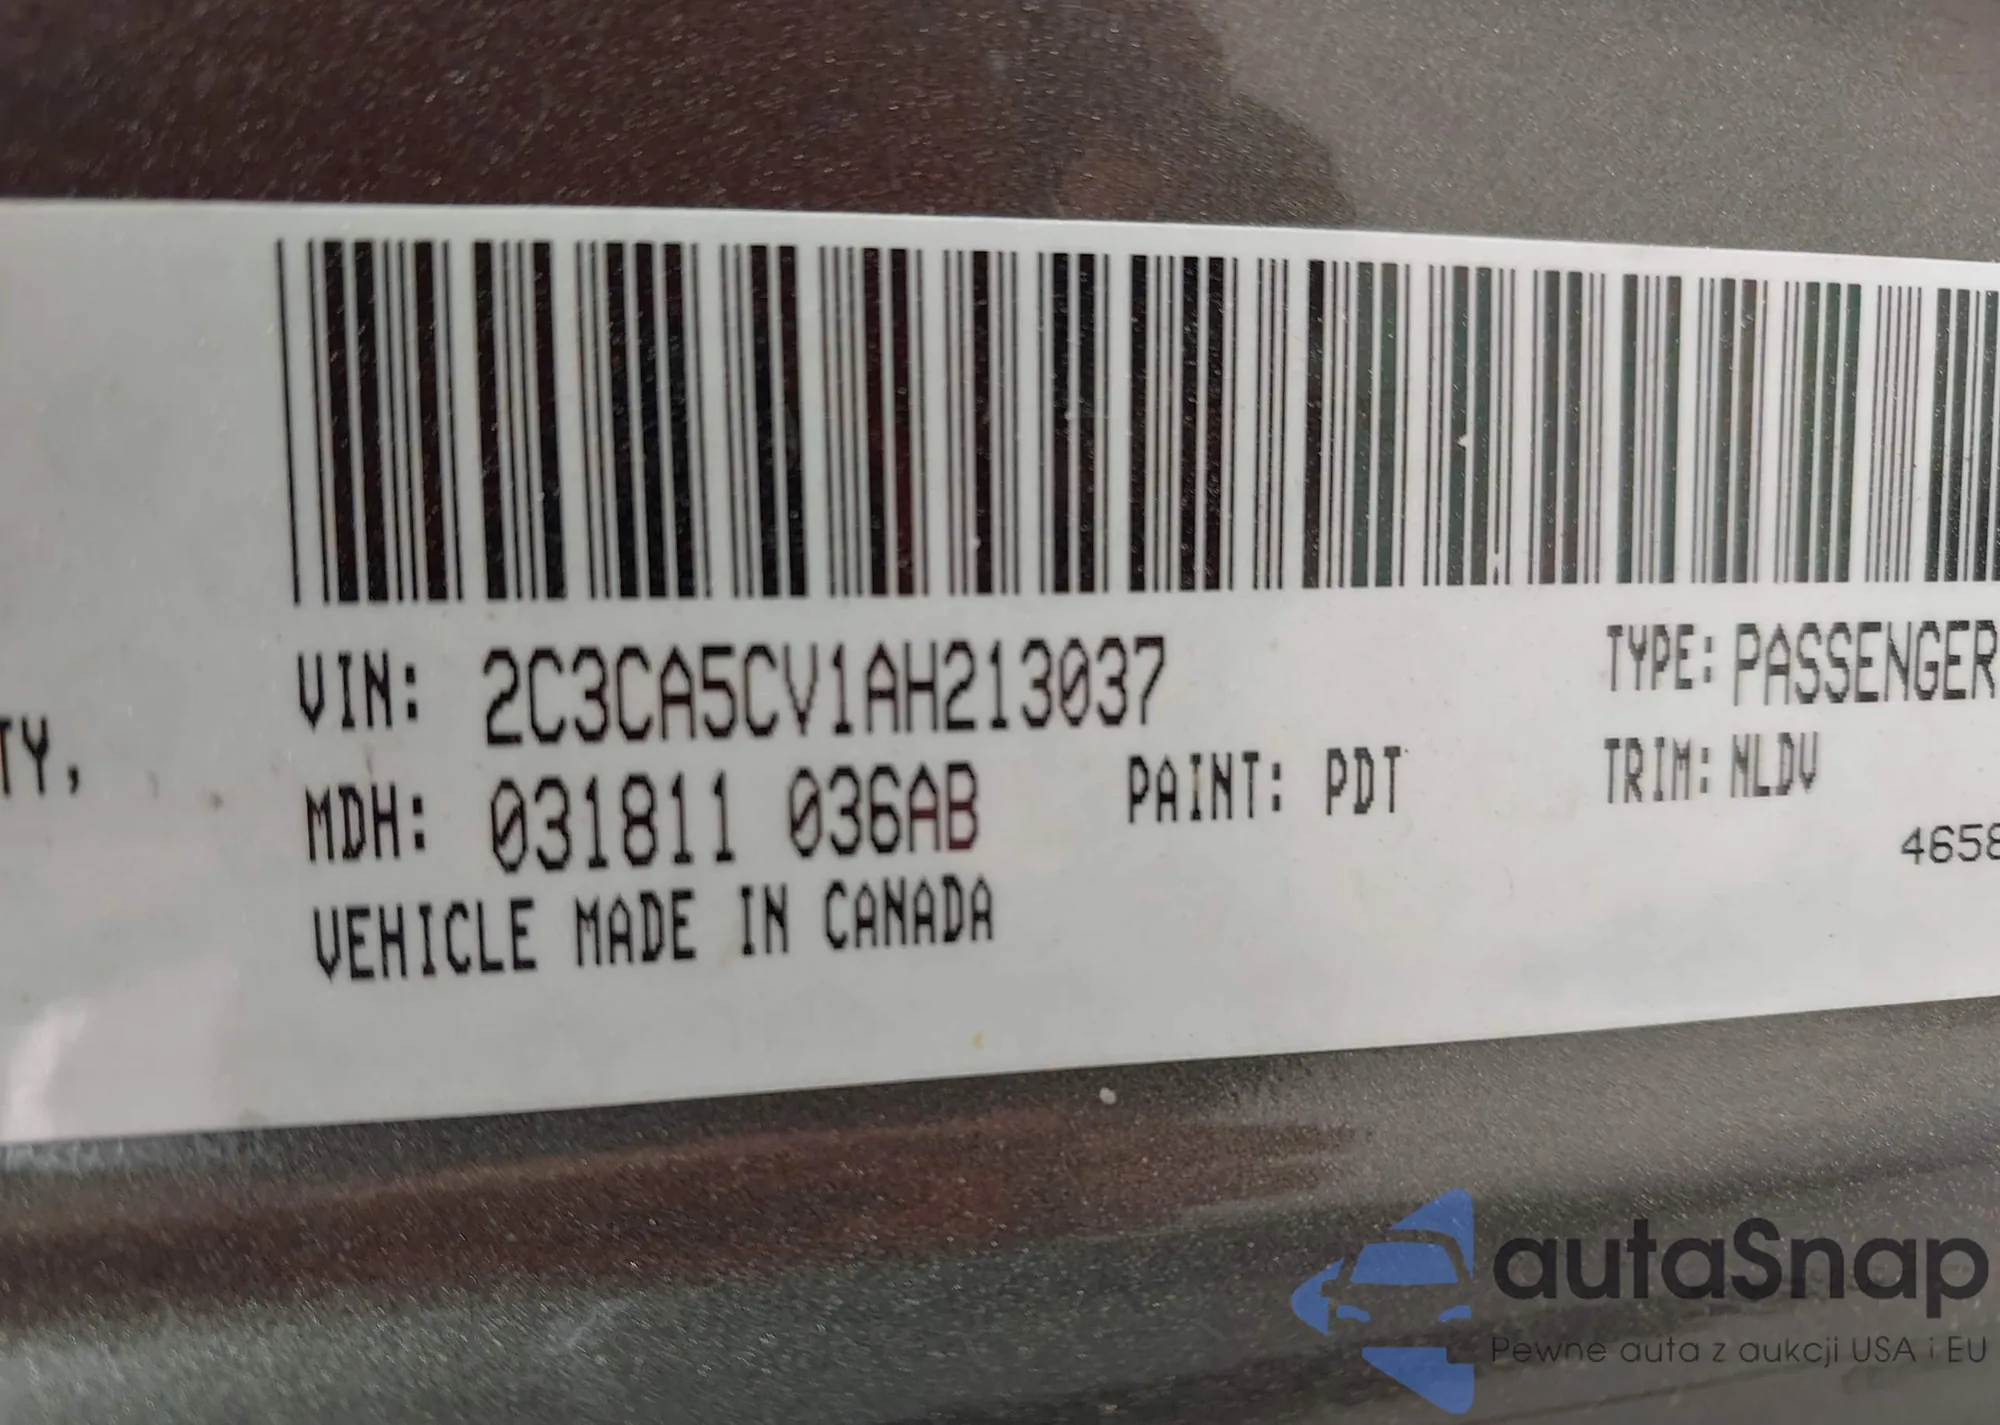 TY,
VIN: 2C3CA5CV1AH213037
TYPE: PASSENGER
MDH: 031811 036AB
PAINT: PDT
TRIM: NLDV
4658
VEHICLE MADE IN CANADA
autaSnap
Pewne auta z aukcji USA i EU